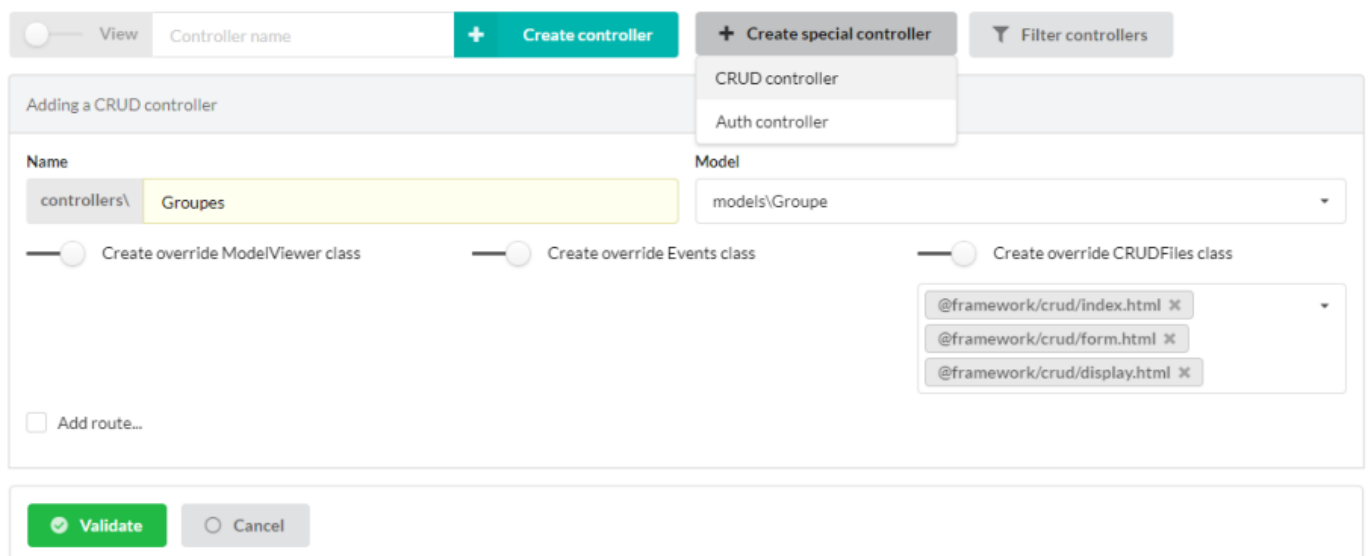 View Controller name Create controller Create special controller Filter controllers
CRUD controller
Adding a CRUD controller
Auth controller
Name Model
controllers\ Groupes models\Groupe
Create override ModelViewer class Create override Events class Create override CRUDFiles class
@framework/crud/index.html
@framework/crud/form.html
@framework/crud/display.html
Add route...
Validate Cancel